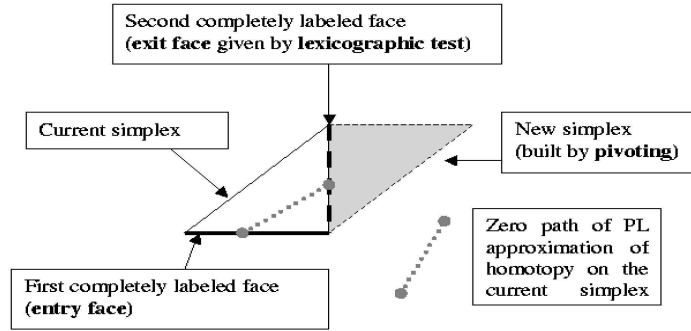 Second completely labeled face
(exit face given by lexicographic test)
Current simplex
New simplex
(built by pivoting)
Zero path of PL
approximation of
homotopy on the
current simplex
First completely labeled face
(entry face)